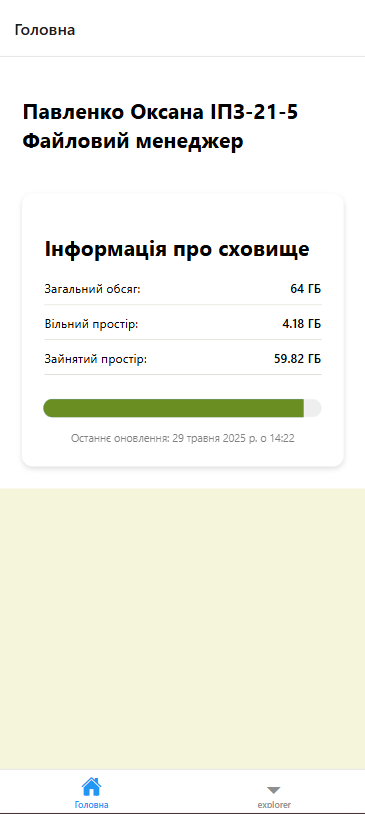 Головна
Павленко Оксана ІПЗ-21-5
Файловий менеджер
Інформація про сховище
Загальний обсяг: 64 ГБ
Вільний простір: 4.18 ГБ
Зайнятий простір: 59.82 ГБ
Останнє оновлення: 29 травня 2025 р. о 14:22
Головна explorer